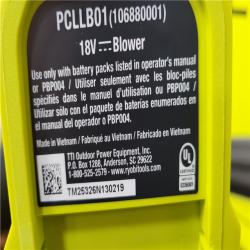 PCLLB01(106880001)
18V⎓Blower
Use only with battery packs listed in operator's manual
or PBP004 / Utiliser seulement avec les bloc-piles
spécifiés dans le manuel d'utilisation ou PBP004 /
Utilizar sólo con el paquete de baterías enumerados
en el manual del operador o PBP004.
Made in Vietnam / Fabriqué au Vietnam /
Fabricado en Vietnam
TTI Outdoor Power Equipment, Inc.
P.O. Box 1288, Anderson, SC 29622
1-800-525-2579 - www.ryobitools.com
TM25326N130219
UL
US
Intertek